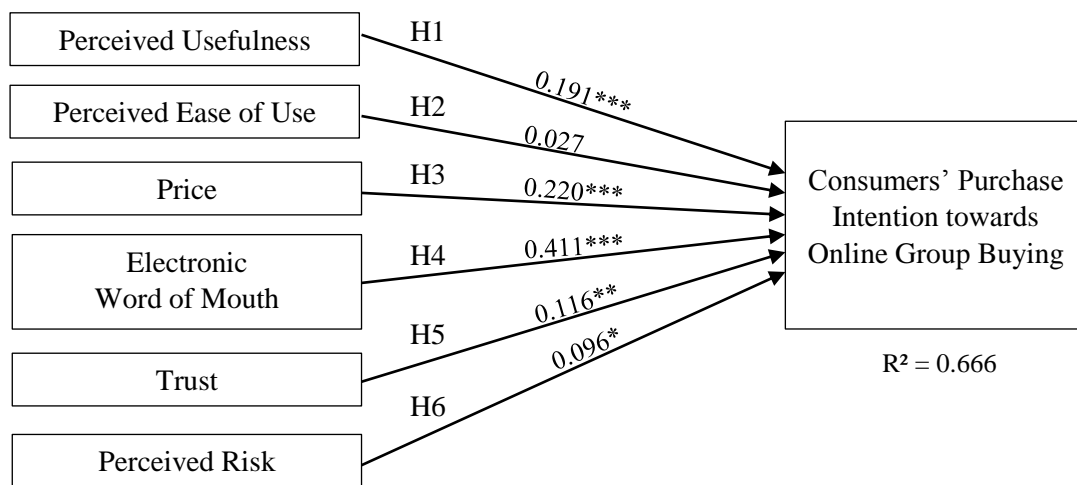 Perceived Usefulness
H1
0.191***
Perceived Ease of Use
H2
0.027
Price
H3
0.220***
Electronic
Word of Mouth
H4
0.411***
Trust
H5
0.116**
Perceived Risk
H6
0.096*
Consumers’ Purchase
Intention towards
Online Group Buying
R² = 0.666